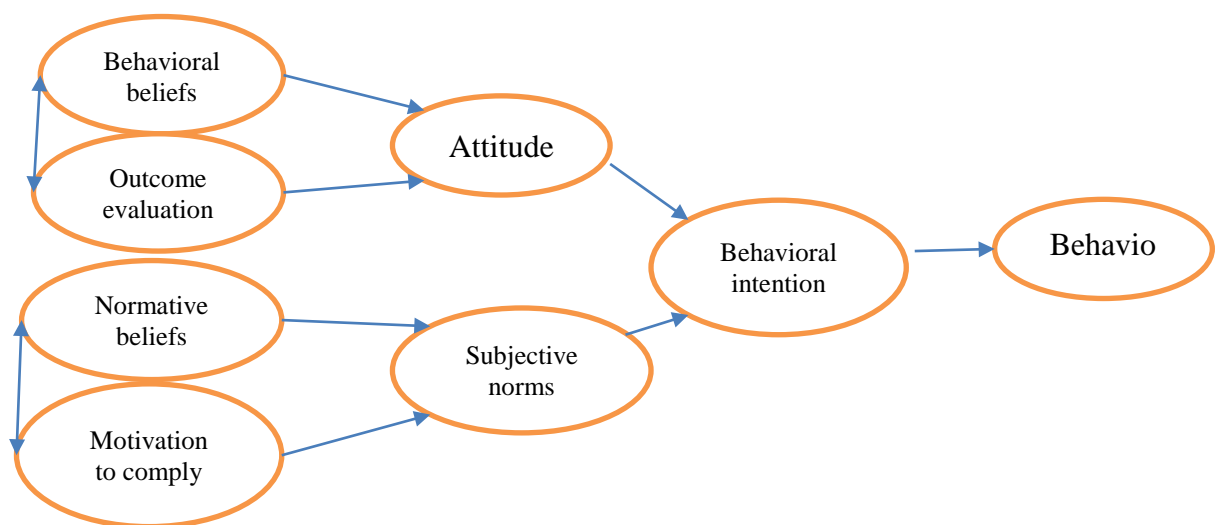 Behavioral
beliefs
Outcome
evaluation
Attitude
Normative
beliefs
Motivation
to comply
Subjective
norms
Behavioral
intention
Behavio